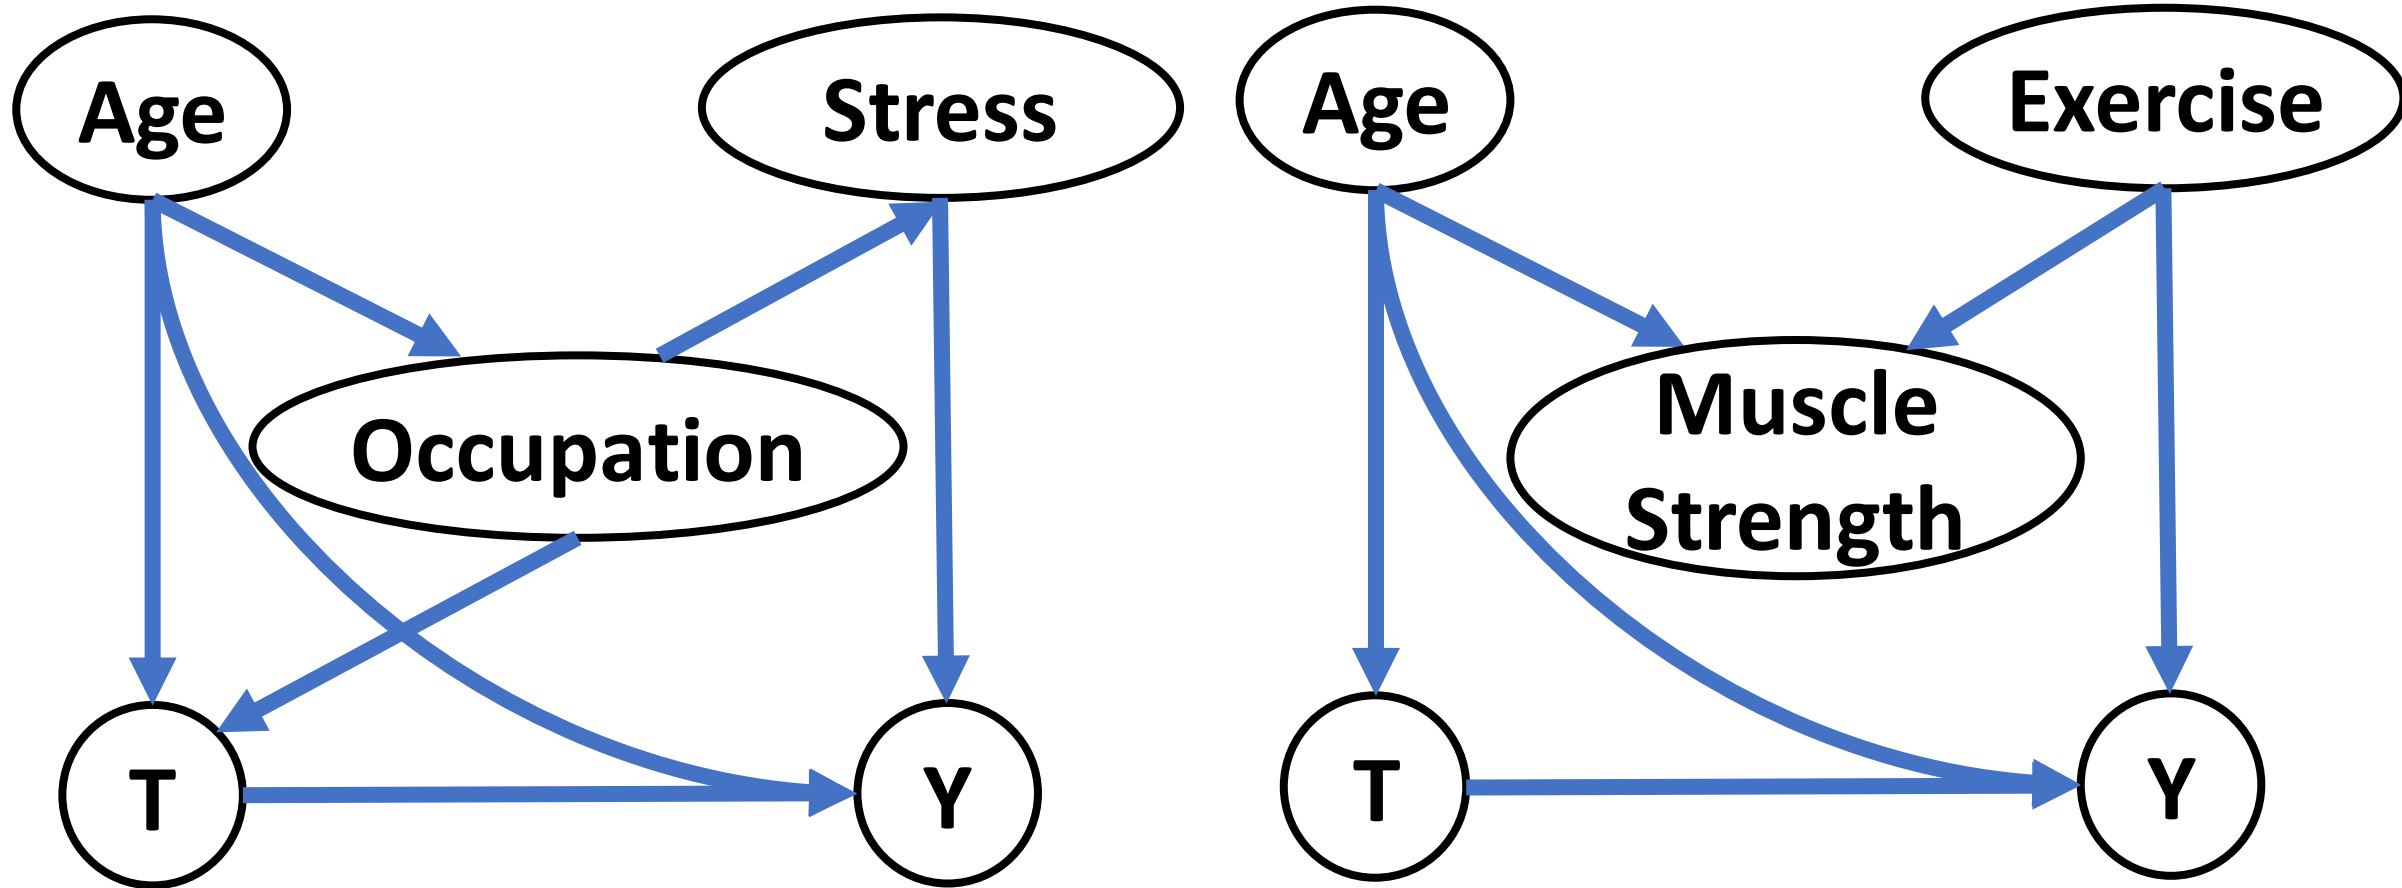 Age
Stress
Occupation
T
Y
Age
Exercise
Muscle
Strength
T
Y